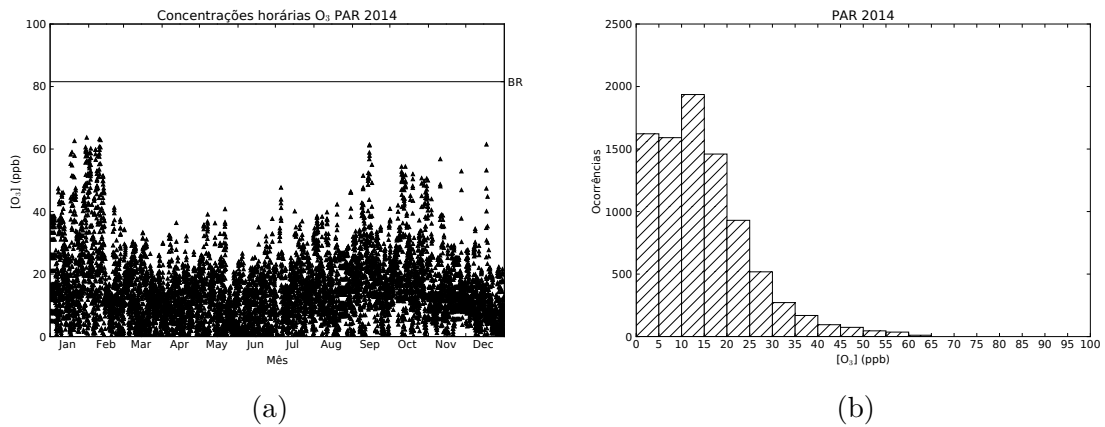 Concentrações horárias O₃ PAR 2014
100
80
60
40
20
0
[O₃] (ppb)
BR
Jan Feb Mar Apr May Jun Jul Aug Sep Oct Nov Dec
Mês
(a)
PAR 2014
2500
2000
1500
1000
500
0
Ocorrências
0 5 10 15 20 25 30 35 40 45 50 55 60 65 70 75 80 85 90 95 100
[O₃] (ppb)
(b)